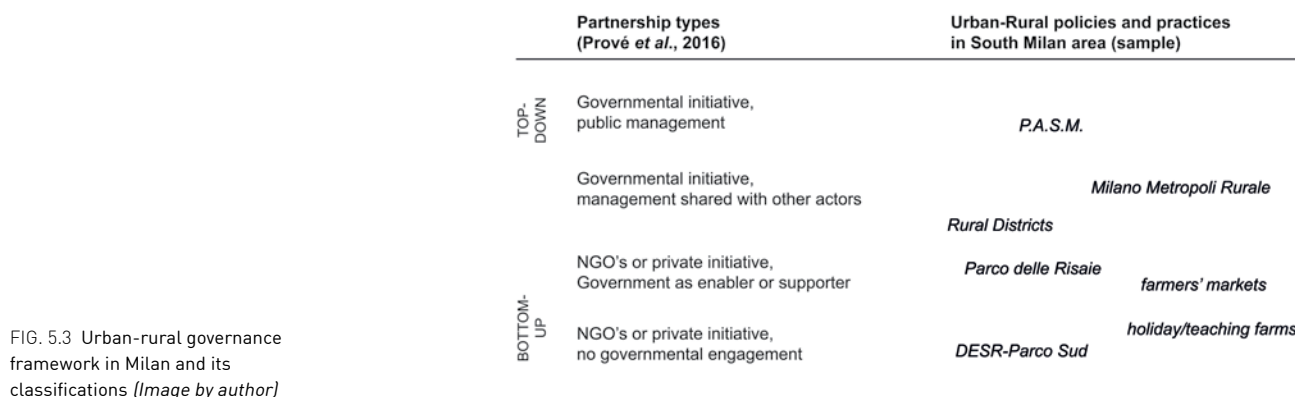 Partnership types
(Prové et al., 2016)
Urban-Rural policies and practices
in South Milan area (sample)
TOP-
DOWN
Governmental initiative,
public management
P.A.S.M.
Governmental initiative,
management shared with other actors
Milano Metropoli Rurale
Rural Districts
BOTTOM-
UP
NGO's or private initiative,
Government as enabler or supporter
Parco delle Risaie
farmers' markets
NGO's or private initiative,
no governmental engagement
holiday/teaching farms
DESR-Parco Sud
FIG. 5.3 Urban-rural governance
framework in Milan and its
classifications (Image by author)